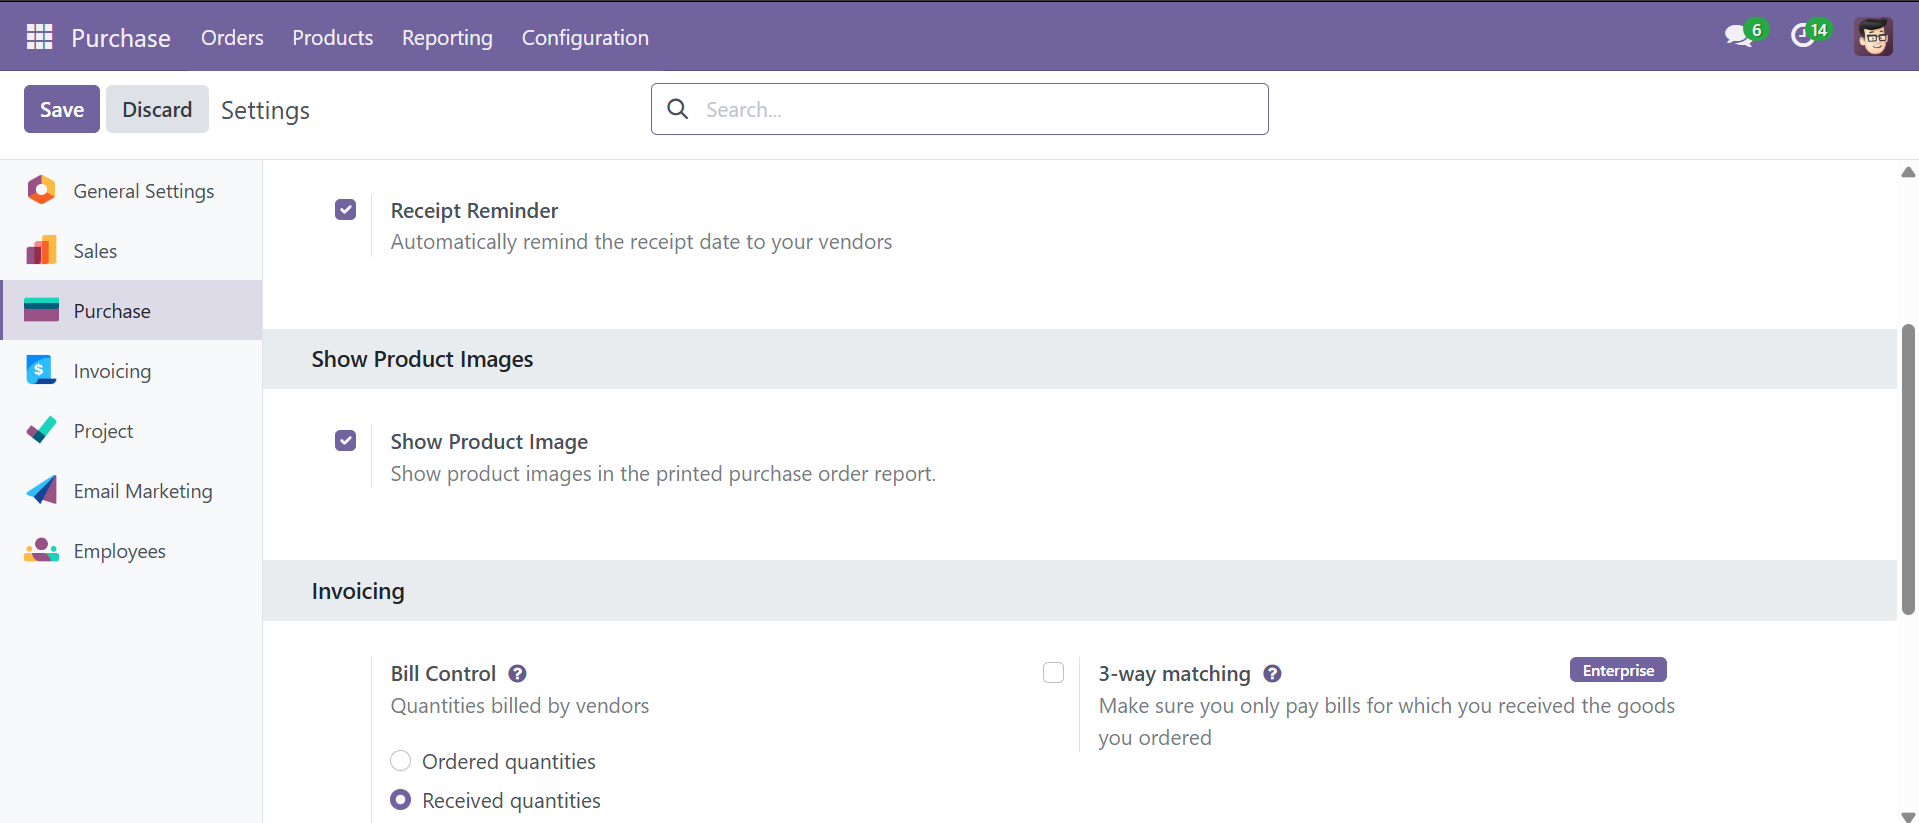 Purchase Orders Products Reporting Configuration 6 14
Save Discard Settings Search...
General Settings
Sales
Purchase
Invoicing
Project
Email Marketing
Employees
Receipt Reminder
Automatically remind the receipt date to your vendors
Show Product Images
Show Product Image
Show product images in the printed purchase order report.
Invoicing
Bill Control ?
Quantities billed by vendors
Ordered quantities
Received quantities
3-way matching ? Enterprise
Make sure you only pay bills for which you received the goods
you ordered